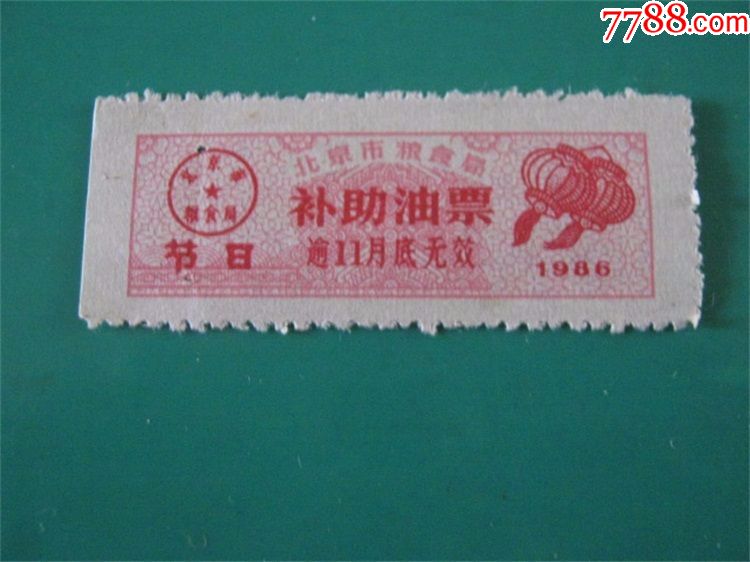 7788.com
北京市粮食局
北京市
粮食局
补助油票
节日
逾11月底无效
1986